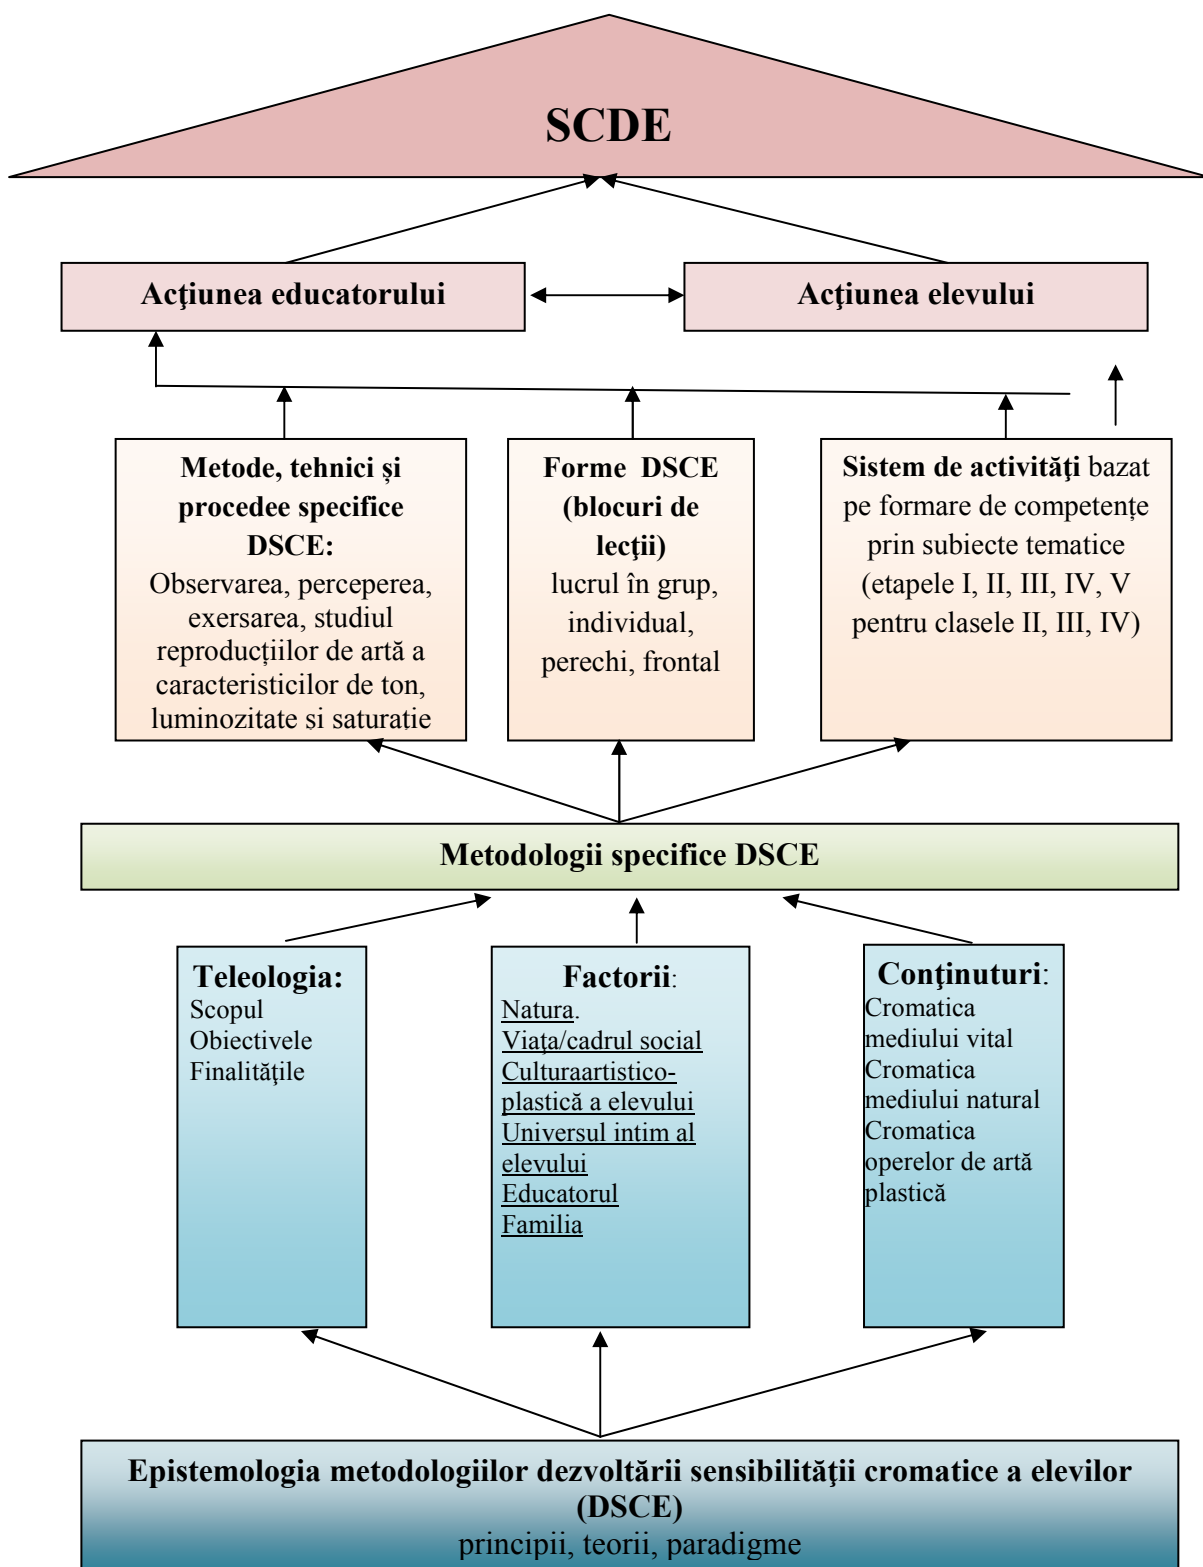 SCDE
Acţiunea educatorului
Acţiunea elevului
Metode, tehnici și
procedee specifice
DSCE:
Observarea, perceperea,
exersarea, studiul
reproducțiilor de artă a
caracteristicilor de ton,
luminozitate si saturatie
Forme DSCE
(blocuri de
lecţii)
lucrul în grup,
individual,
perechi, frontal
Sistem de activităţi bazat
pe formare de competențe
prin subiecte tematice
(etapele I, II, III, IV, V
pentru clasele II, III, IV)
Metodologii specifice DSCE
Teleologia:
Scopul
Obiectivele
Finalităţile
Factorii:
Natura.
Viaţa/cadrul social
Culturaartistico-
plastică a elevului
Universul intim al
elevului
Educatorul
Familia
Conţinuturi:
Cromatica
mediului vital
Cromatica
mediului natural
Cromatica
operelor de artă
plastică
Epistemologia metodologiilor dezvoltării sensibilităţii cromatice a elevilor
(DSCE)
principii, teorii, paradigme